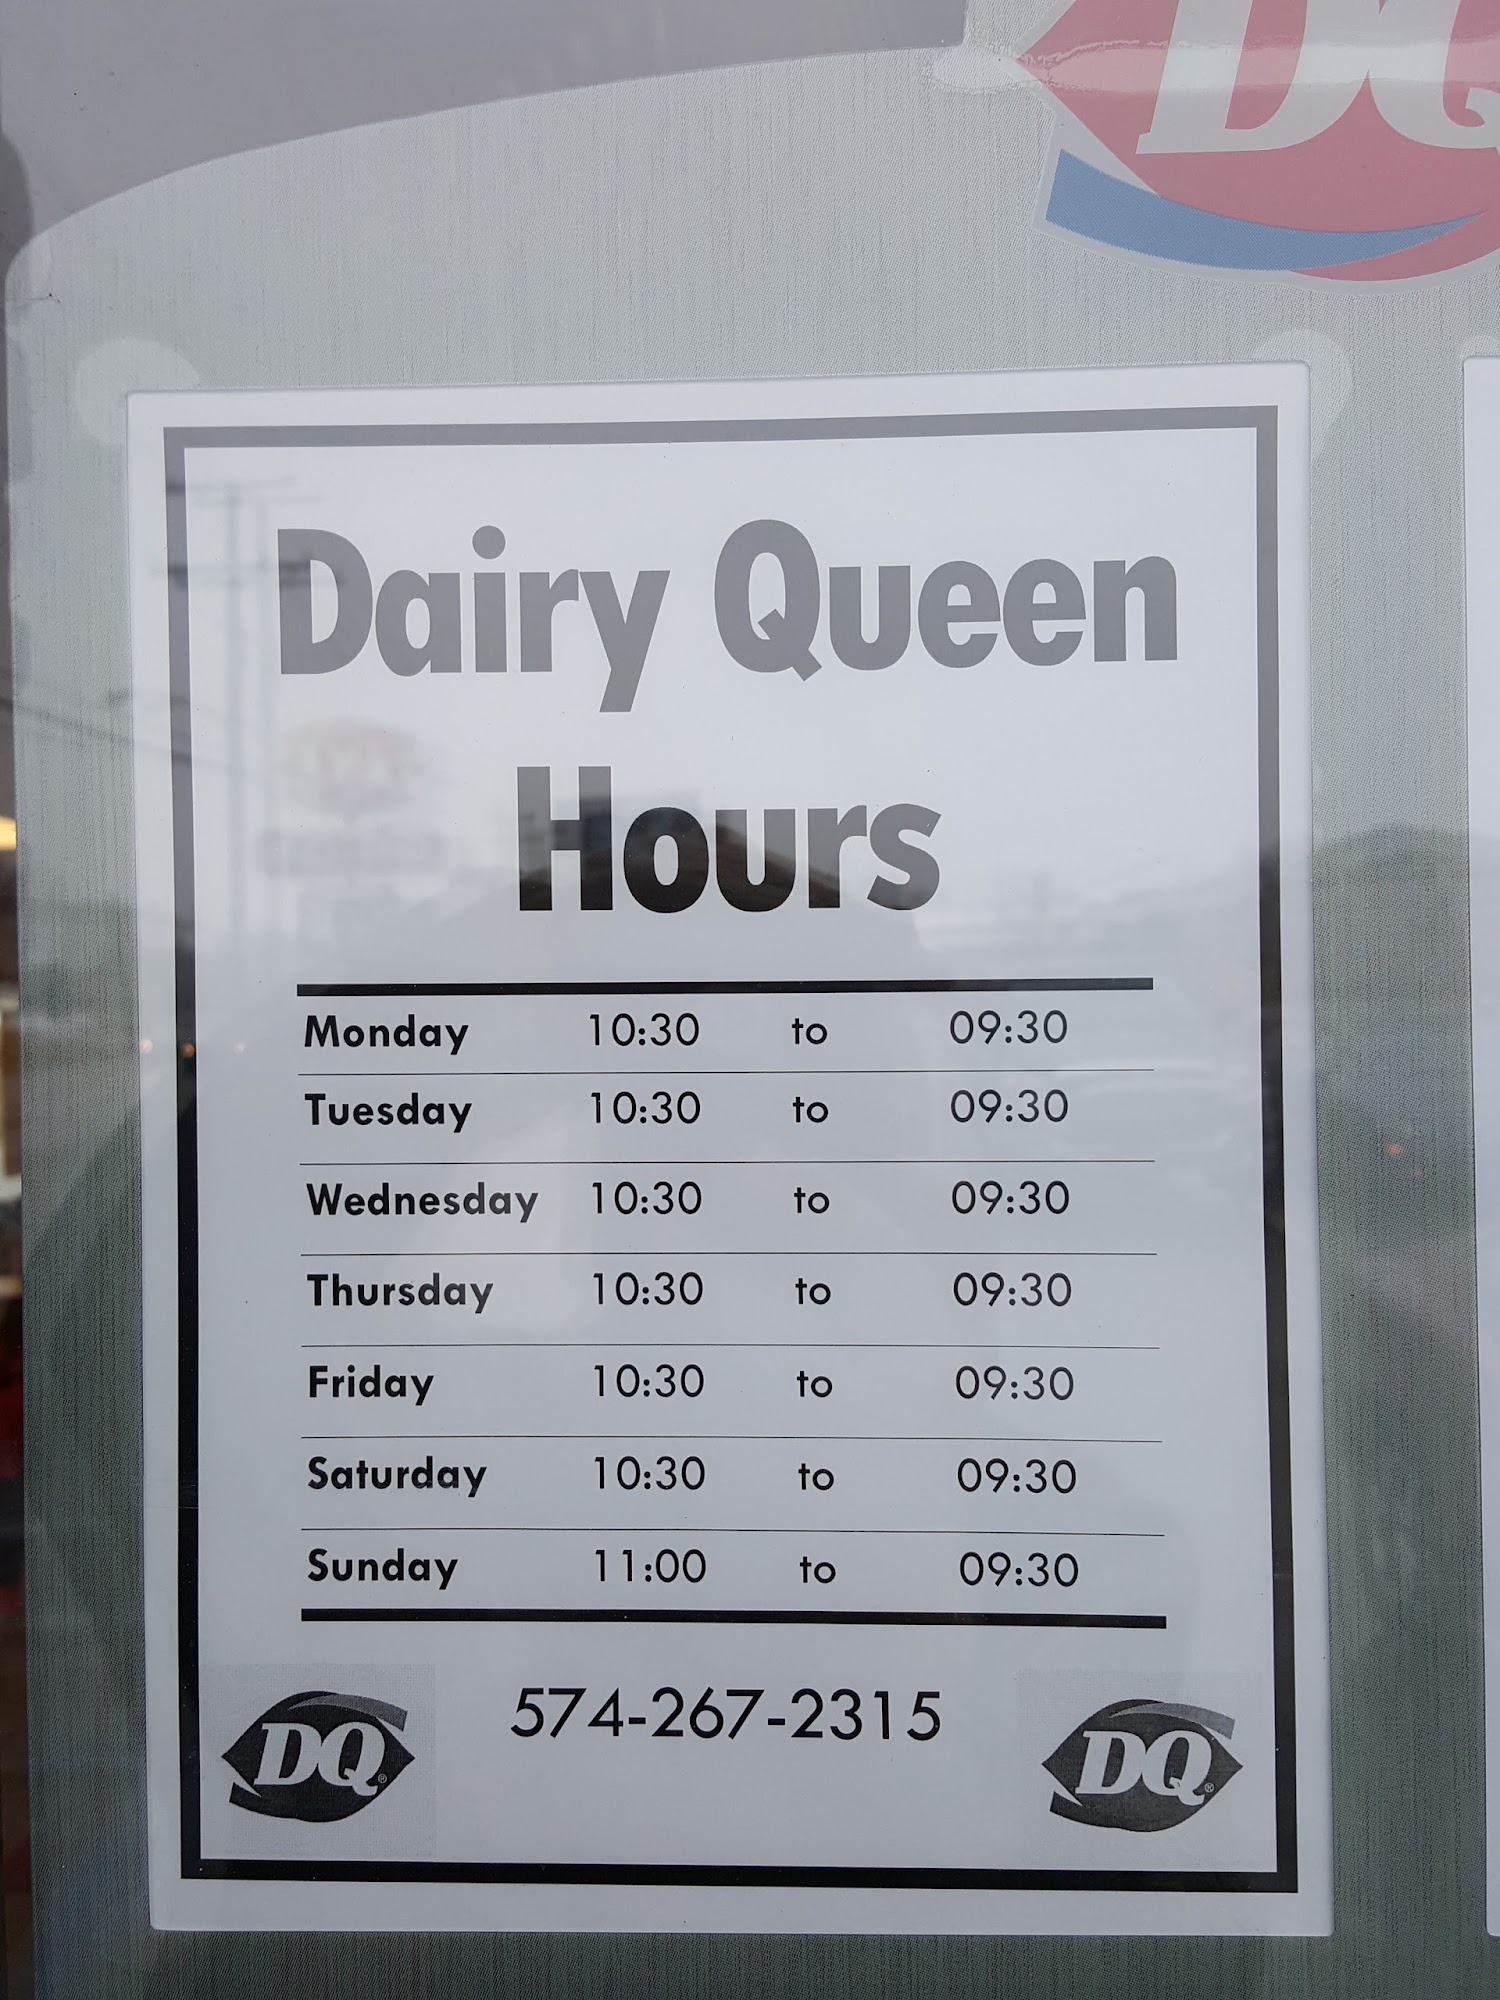 DQ
Dairy Queen
Hours
Monday 10:30 to 09:30
Tuesday 10:30 to 09:30
Wednesday 10:30 to 09:30
Thursday 10:30 to 09:30
Friday 10:30 to 09:30
Saturday 10:30 to 09:30
Sunday 11:00 to 09:30
574-267-2315
DQ® DQ®